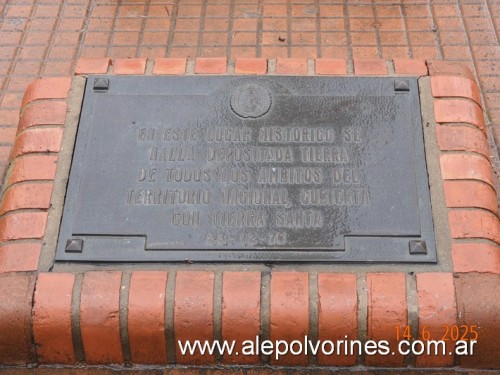 EN ESTE LUGAR HISTORICO SE
HALLA DEPOSITADA TIERRA
DE TODOS LOS AMBITOS DEL
TERRITORIO NACIONAL CUBIERTA
CON TIERRA SANTA
14.6.2025
www.alepolvorines.com.ar